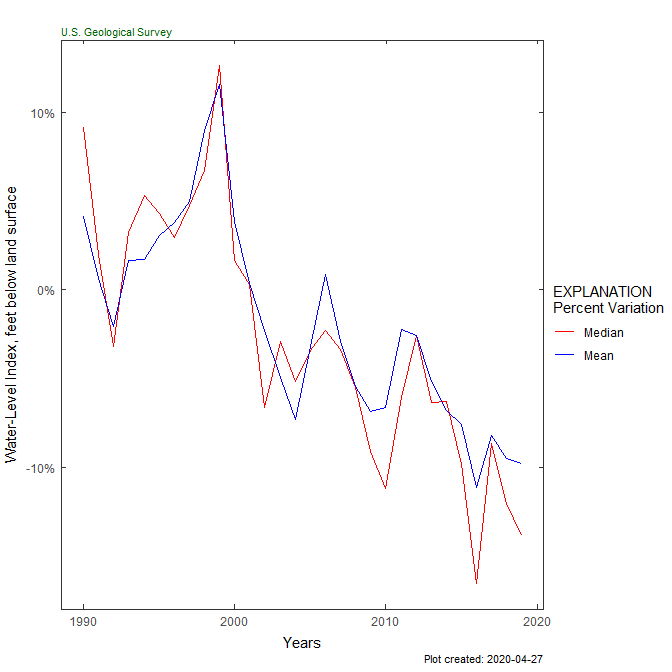 U.S. Geological Survey
10%
0%
-10%
Water-Level Index, feet below land surface
1990
2000
2010
2020
Years
EXPLANATION
Percent Variation
Median
Mean
Plot created: 2020-04-27